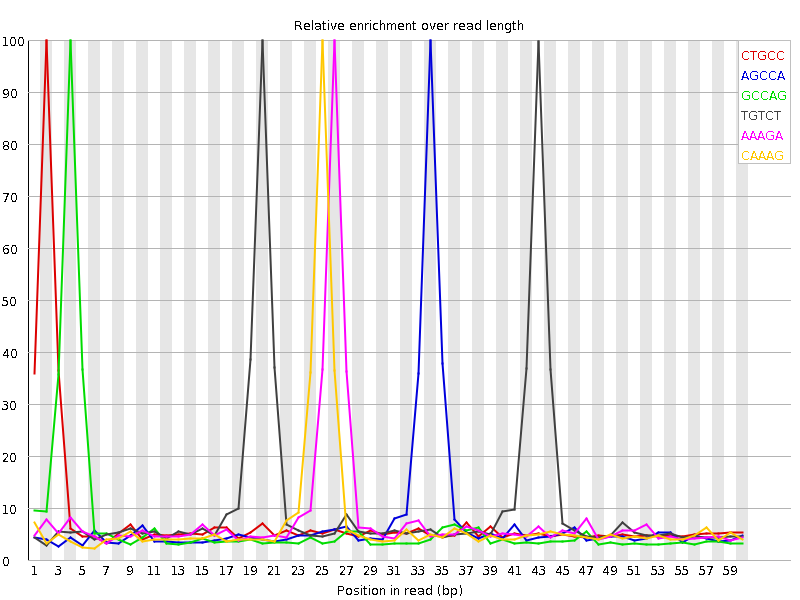 Relative enrichment over read length
100
90
80
70
60
50
40
30
20
10
0
CTGCC
AGCCA
GCCAG
TGTCT
AAAGA
CAAAG
1 3 5 7 9 11 13 15 17 19 21 23 25 27 29 31 33 35 37 39 41 43 45 47 49 51 53 55 57 59
Position in read (bp)